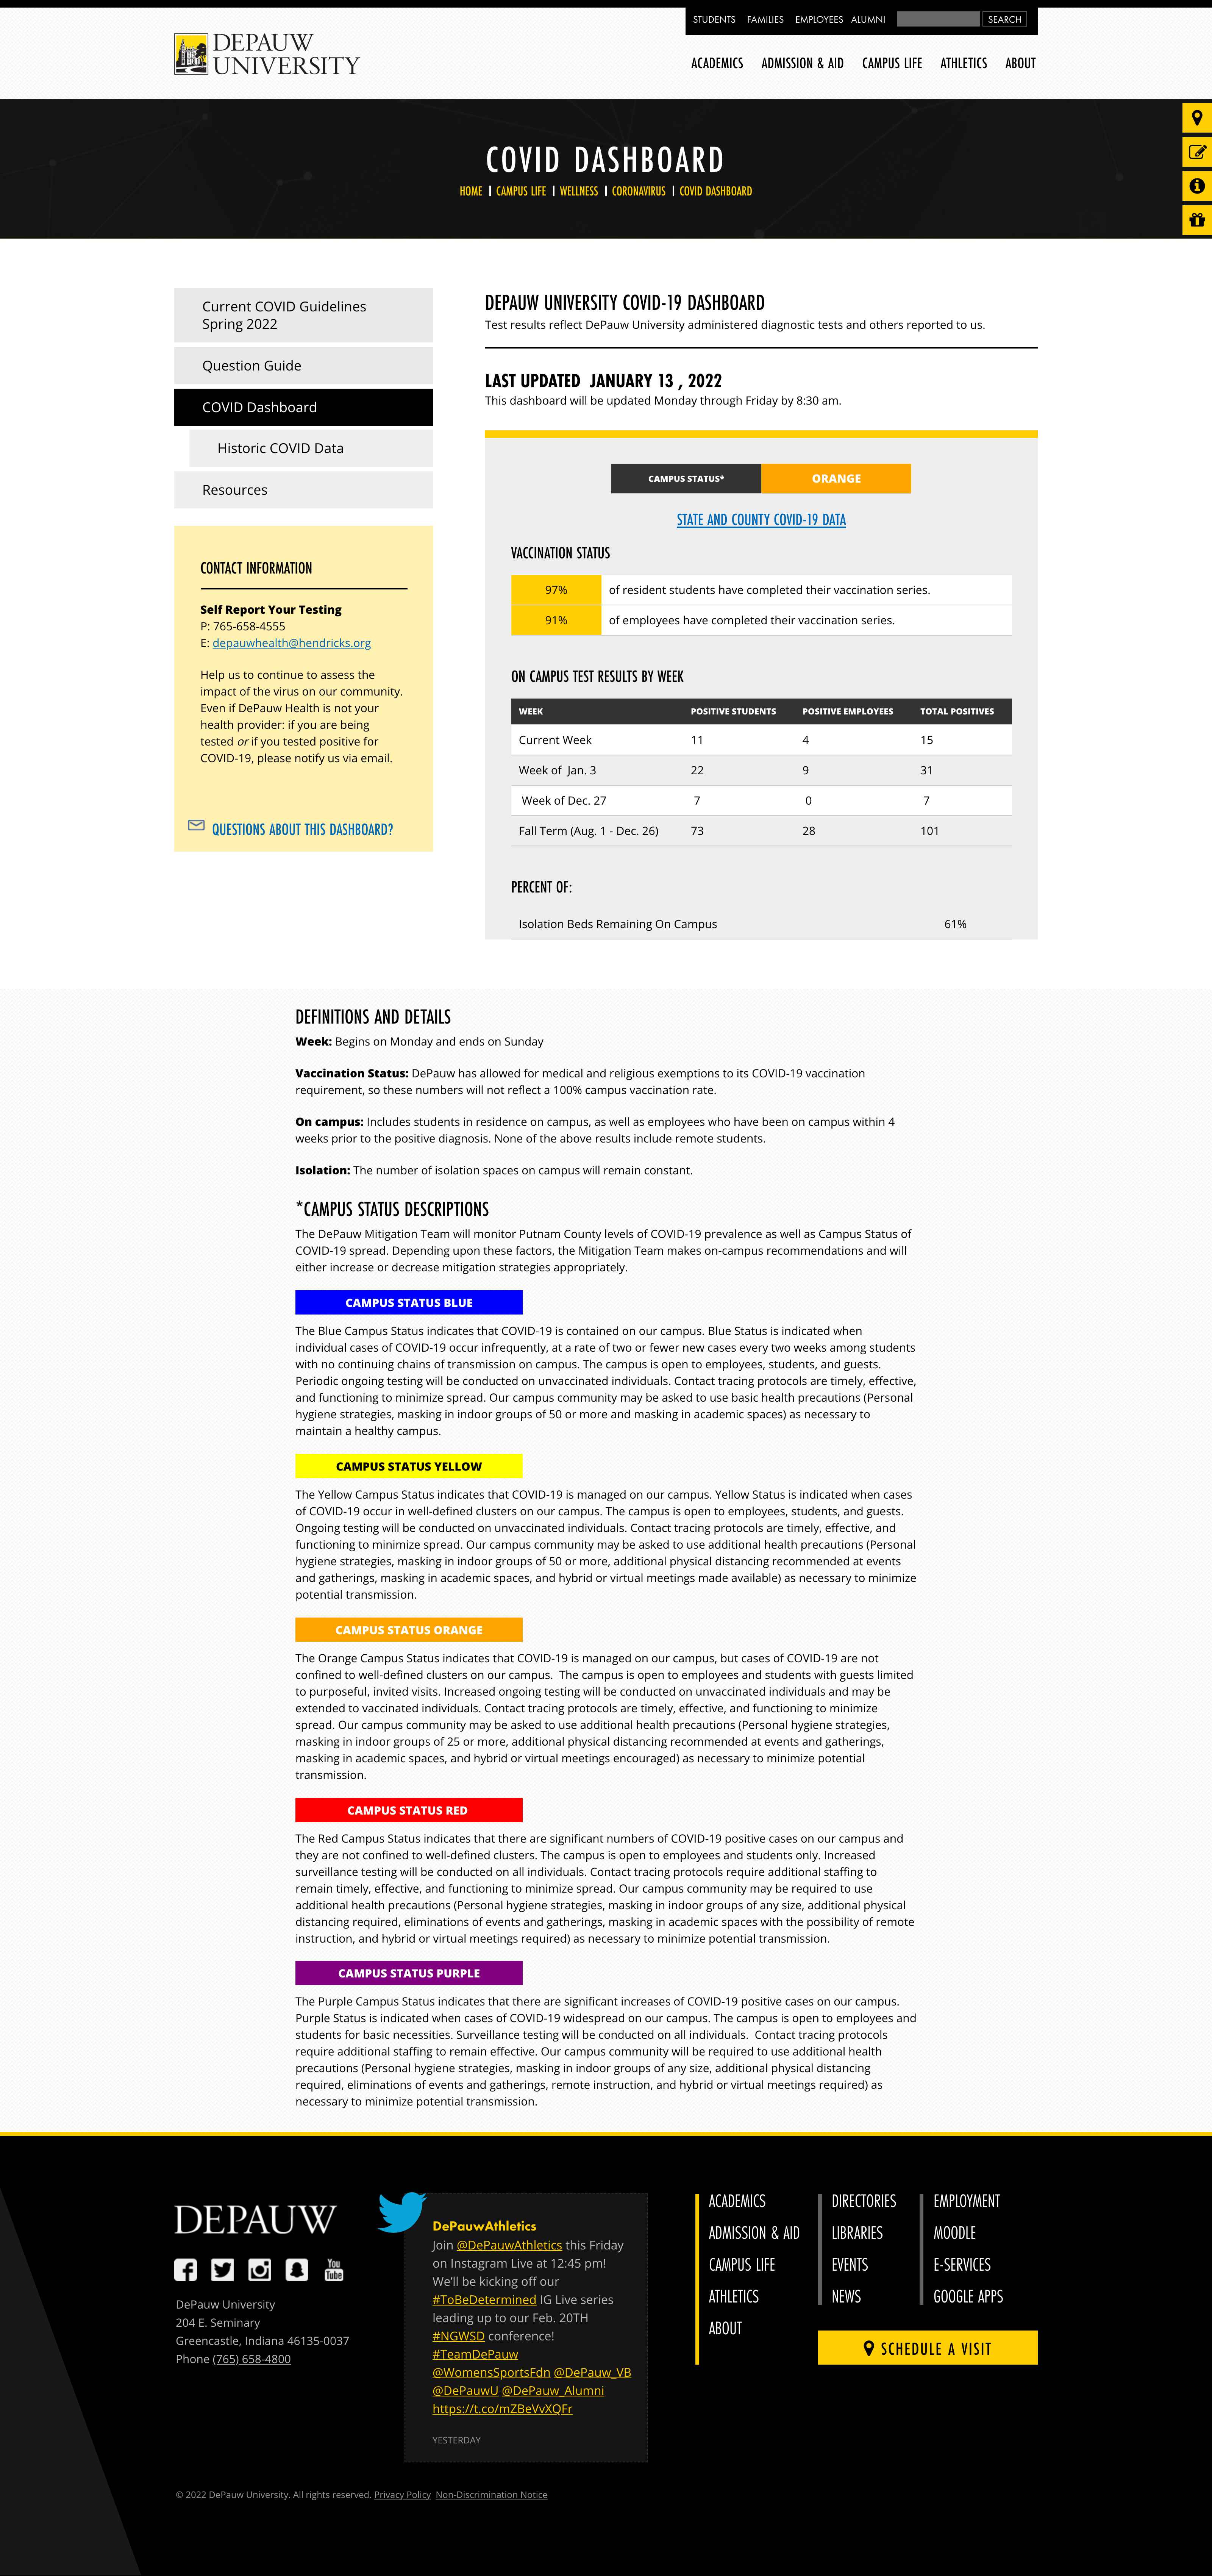 STUDENTS FAMILIES EMPLOYEES ALUMNI SEARCH
DEPAUW
UNIVERSITY
ACADEMICS ADMISSION & AID CAMPUS LIFE ATHLETICS ABOUT
COVID DASHBOARD
HOME | CAMPUS LIFE | WELLNESS | CORONAVIRUS | COVID DASHBOARD
Current COVID Guidelines
Spring 2022
Question Guide
COVID Dashboard
Historic COVID Data
Resources
CONTACT INFORMATION
Self Report Your Testing
P: 765-658-4555
E: depauwhealth@hendricks.org
Help us to continue to assess the
impact of the virus on our community.
Even if DePauw Health is not your
health provider: if you are being
tested or if you tested positive for
COVID-19, please notify us via email.
QUESTIONS ABOUT THIS DASHBOARD?
DEPAUW UNIVERSITY COVID-19 DASHBOARD
Test results reflect DePauw University administered diagnostic tests and others reported to us.
LAST UPDATED JANUARY 13 , 2022
This dashboard will be updated Monday through Friday by 8:30 am.
CAMPUS STATUS* ORANGE
STATE AND COUNTY COVID-19 DATA
VACCINATION STATUS
97% of resident students have completed their vaccination series.
91% of employees have completed their vaccination series.
ON CAMPUS TEST RESULTS BY WEEK
WEEK POSITIVE STUDENTS POSITIVE EMPLOYEES TOTAL POSITIVES
Current Week 11 4 15
Week of Jan. 3 22 9 31
Week of Dec. 27 7 0 7
Fall Term (Aug. 1 - Dec. 26) 73 28 101
PERCENT OF:
Isolation Beds Remaining On Campus 61%
DEFINITIONS AND DETAILS
Week: Begins on Monday and ends on Sunday
Vaccination Status: DePauw has allowed for medical and religious exemptions to its COVID-19 vaccination
requirement, so these numbers will not reflect a 100% campus vaccination rate.
On campus: Includes students in residence on campus, as well as employees who have been on campus within 4
weeks prior to the positive diagnosis. None of the above results include remote students.
Isolation: The number of isolation spaces on campus will remain constant.
*CAMPUS STATUS DESCRIPTIONS
The DePauw Mitigation Team will monitor Putnam County levels of COVID-19 prevalence as well as Campus Status of
COVID-19 spread. Depending upon these factors, the Mitigation Team makes on-campus recommendations and will
either increase or decrease mitigation strategies appropriately.
CAMPUS STATUS BLUE
The Blue Campus Status indicates that COVID-19 is contained on our campus. Blue Status is indicated when
individual cases of COVID-19 occur infrequently, at a rate of two or fewer new cases every two weeks among students
with no continuing chains of transmission on campus. The campus is open to employees, students, and guests.
Periodic ongoing testing will be conducted on unvaccinated individuals. Contact tracing protocols are timely, effective,
and functioning to minimize spread. Our campus community may be asked to use basic health precautions (Personal
hygiene strategies, masking in indoor groups of 50 or more and masking in academic spaces) as necessary to
maintain a healthy campus.
CAMPUS STATUS YELLOW
The Yellow Campus Status indicates that COVID-19 is managed on our campus. Yellow Status is indicated when cases
of COVID-19 occur in well-defined clusters on our campus. The campus is open to employees, students, and guests.
Ongoing testing will be conducted on unvaccinated individuals. Contact tracing protocols are timely, effective, and
functioning to minimize spread. Our campus community may be asked to use additional health precautions (Personal
hygiene strategies, masking in indoor groups of 50 or more, additional physical distancing recommended at events
and gatherings, masking in academic spaces, and hybrid or virtual meetings made available) as necessary to minimize
potential transmission.
CAMPUS STATUS ORANGE
The Orange Campus Status indicates that COVID-19 is managed on our campus, but cases of COVID-19 are not
confined to well-defined clusters on our campus. The campus is open to employees and students with guests limited
to purposeful, invited visits. Increased ongoing testing will be conducted on unvaccinated individuals and may be
extended to vaccinated individuals. Contact tracing protocols are timely, effective, and functioning to minimize
spread. Our campus community may be asked to use additional health precautions (Personal hygiene strategies,
masking in indoor groups of 25 or more, additional physical distancing recommended at events and gatherings,
masking in academic spaces, and hybrid or virtual meetings encouraged) as necessary to minimize potential
transmission.
CAMPUS STATUS RED
The Red Campus Status indicates that there are significant numbers of COVID-19 positive cases on our campus and
they are not confined to well-defined clusters. The campus is open to employees and students only. Increased
surveillance testing will be conducted on all individuals. Contact tracing protocols require additional staffing to
remain timely, effective, and functioning to minimize spread. Our campus community may be required to use
additional health precautions (Personal hygiene strategies, masking in indoor groups of any size, additional physical
distancing required, eliminations of events and gatherings, masking in academic spaces with the possibility of remote
instruction, and hybrid or virtual meetings required) as necessary to minimize potential transmission.
CAMPUS STATUS PURPLE
The Purple Campus Status indicates that there are significant increases of COVID-19 positive cases on our campus.
Purple Status is indicated when cases of COVID-19 widespread on our campus. The campus is open to employees and
students for basic necessities. Surveillance testing will be conducted on all individuals. Contact tracing protocols
require additional staffing to remain effective. Our campus community will be required to use additional health
precautions (Personal hygiene strategies, masking in indoor groups of any size, additional physical distancing
required, eliminations of events and gatherings, remote instruction, and hybrid or virtual meetings required) as
necessary to minimize potential transmission.
DEPAUW
You
Tube
DePauw University
204 E. Seminary
Greencastle, Indiana 46135-0037
Phone (765) 658-4800
DePauwAthletics
Join @DePauwAthletics this Friday
on Instagram Live at 12:45 pm!
We'll be kicking off our
#ToBeDetermined IG Live series
leading up to our Feb. 20TH
#NGWSD conference!
#TeamDePauw
@WomensSportsFdn @DePauw_VB
@DePauwU @DePauw_Alumni
https://t.co/mZBeVvXQFr
YESTERDAY
ACADEMICS
ADMISSION & AID
CAMPUS LIFE
ATHLETICS
ABOUT
DIRECTORIES
LIBRARIES
EVENTS
NEWS
EMPLOYMENT
MOODLE
E-SERVICES
GOOGLE APPS
SCHEDULE A VISIT
© 2022 DePauw University. All rights reserved. Privacy Policy Non-Discrimination Notice